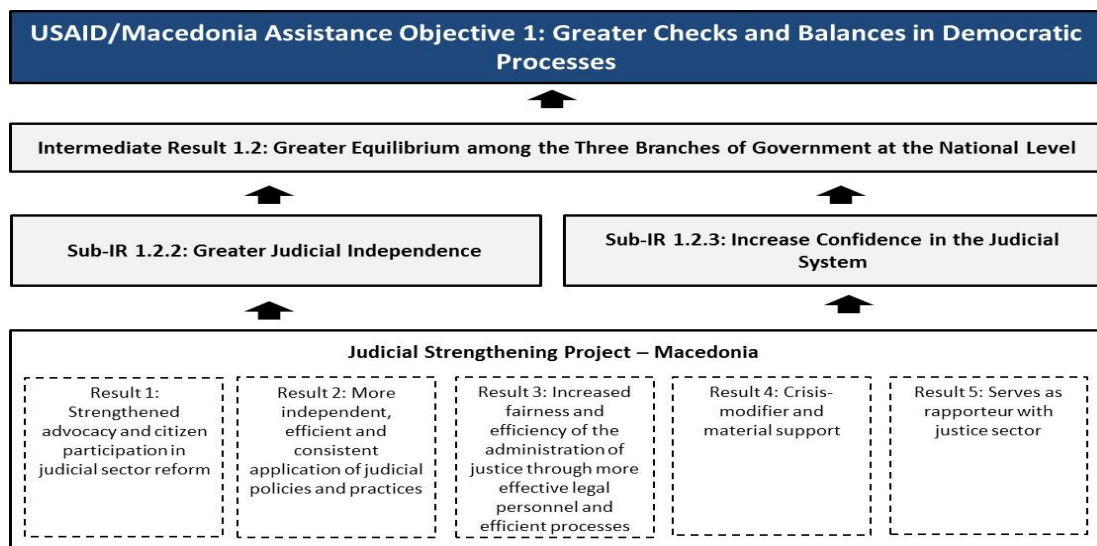 USAID/Macedonia Assistance Objective 1: Greater Checks and Balances in Democratic
Processes
Intermediate Result 1.2: Greater Equilibrium among the Three Branches of Government at the National Level
Sub-IR 1.2.2: Greater Judicial Independence
Sub-IR 1.2.3: Increase Confidence in the Judicial
System
Judicial Strengthening Project – Macedonia
Result 1:
Strengthened
advocacy and citizen
participation in
judicial sector reform
Result 2: More
independent,
efficient and
consistent
application of judicial
policies and practices
Result 3: Increased
fairness and
efficiency of the
administration of
justice through more
effective legal
personnel and
efficient processes
Result 4: Crisis-
modifier and
material support
Result 5: Serves as
rapporteur with
justice sector